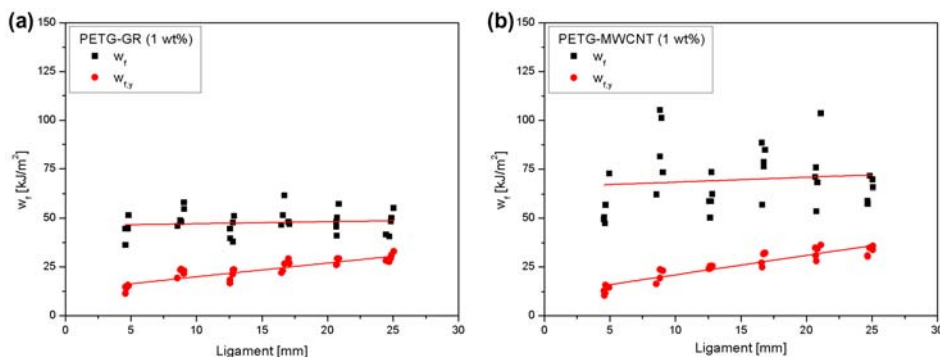 (a)
PETG-GR (1 wt%)
w_f
w_f,y
w_f [kJ/m²]
150
125
100
75
50
25
0
0 5 10 15 20 25 30
Ligament [mm]
(b)
PETG-MWCNT (1 wt%)
w_f
w_f,y
w_f [kJ/m²]
150
125
100
75
50
25
0
0 5 10 15 20 25 30
Ligament [mm]